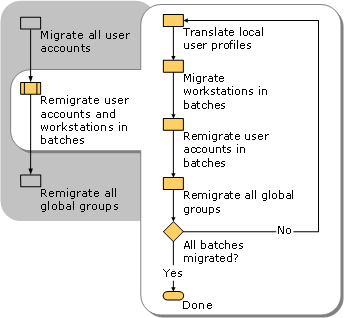 Migrate all user
accounts
Remigrate user
accounts and
workstations in
batches
Remigrate all
global groups
Translate local
user profiles
Migrate
workstations in
batches
Remigrate user
accounts in
batches
Remigrate all global
groups
All batches
migrated?
No
Yes
Done